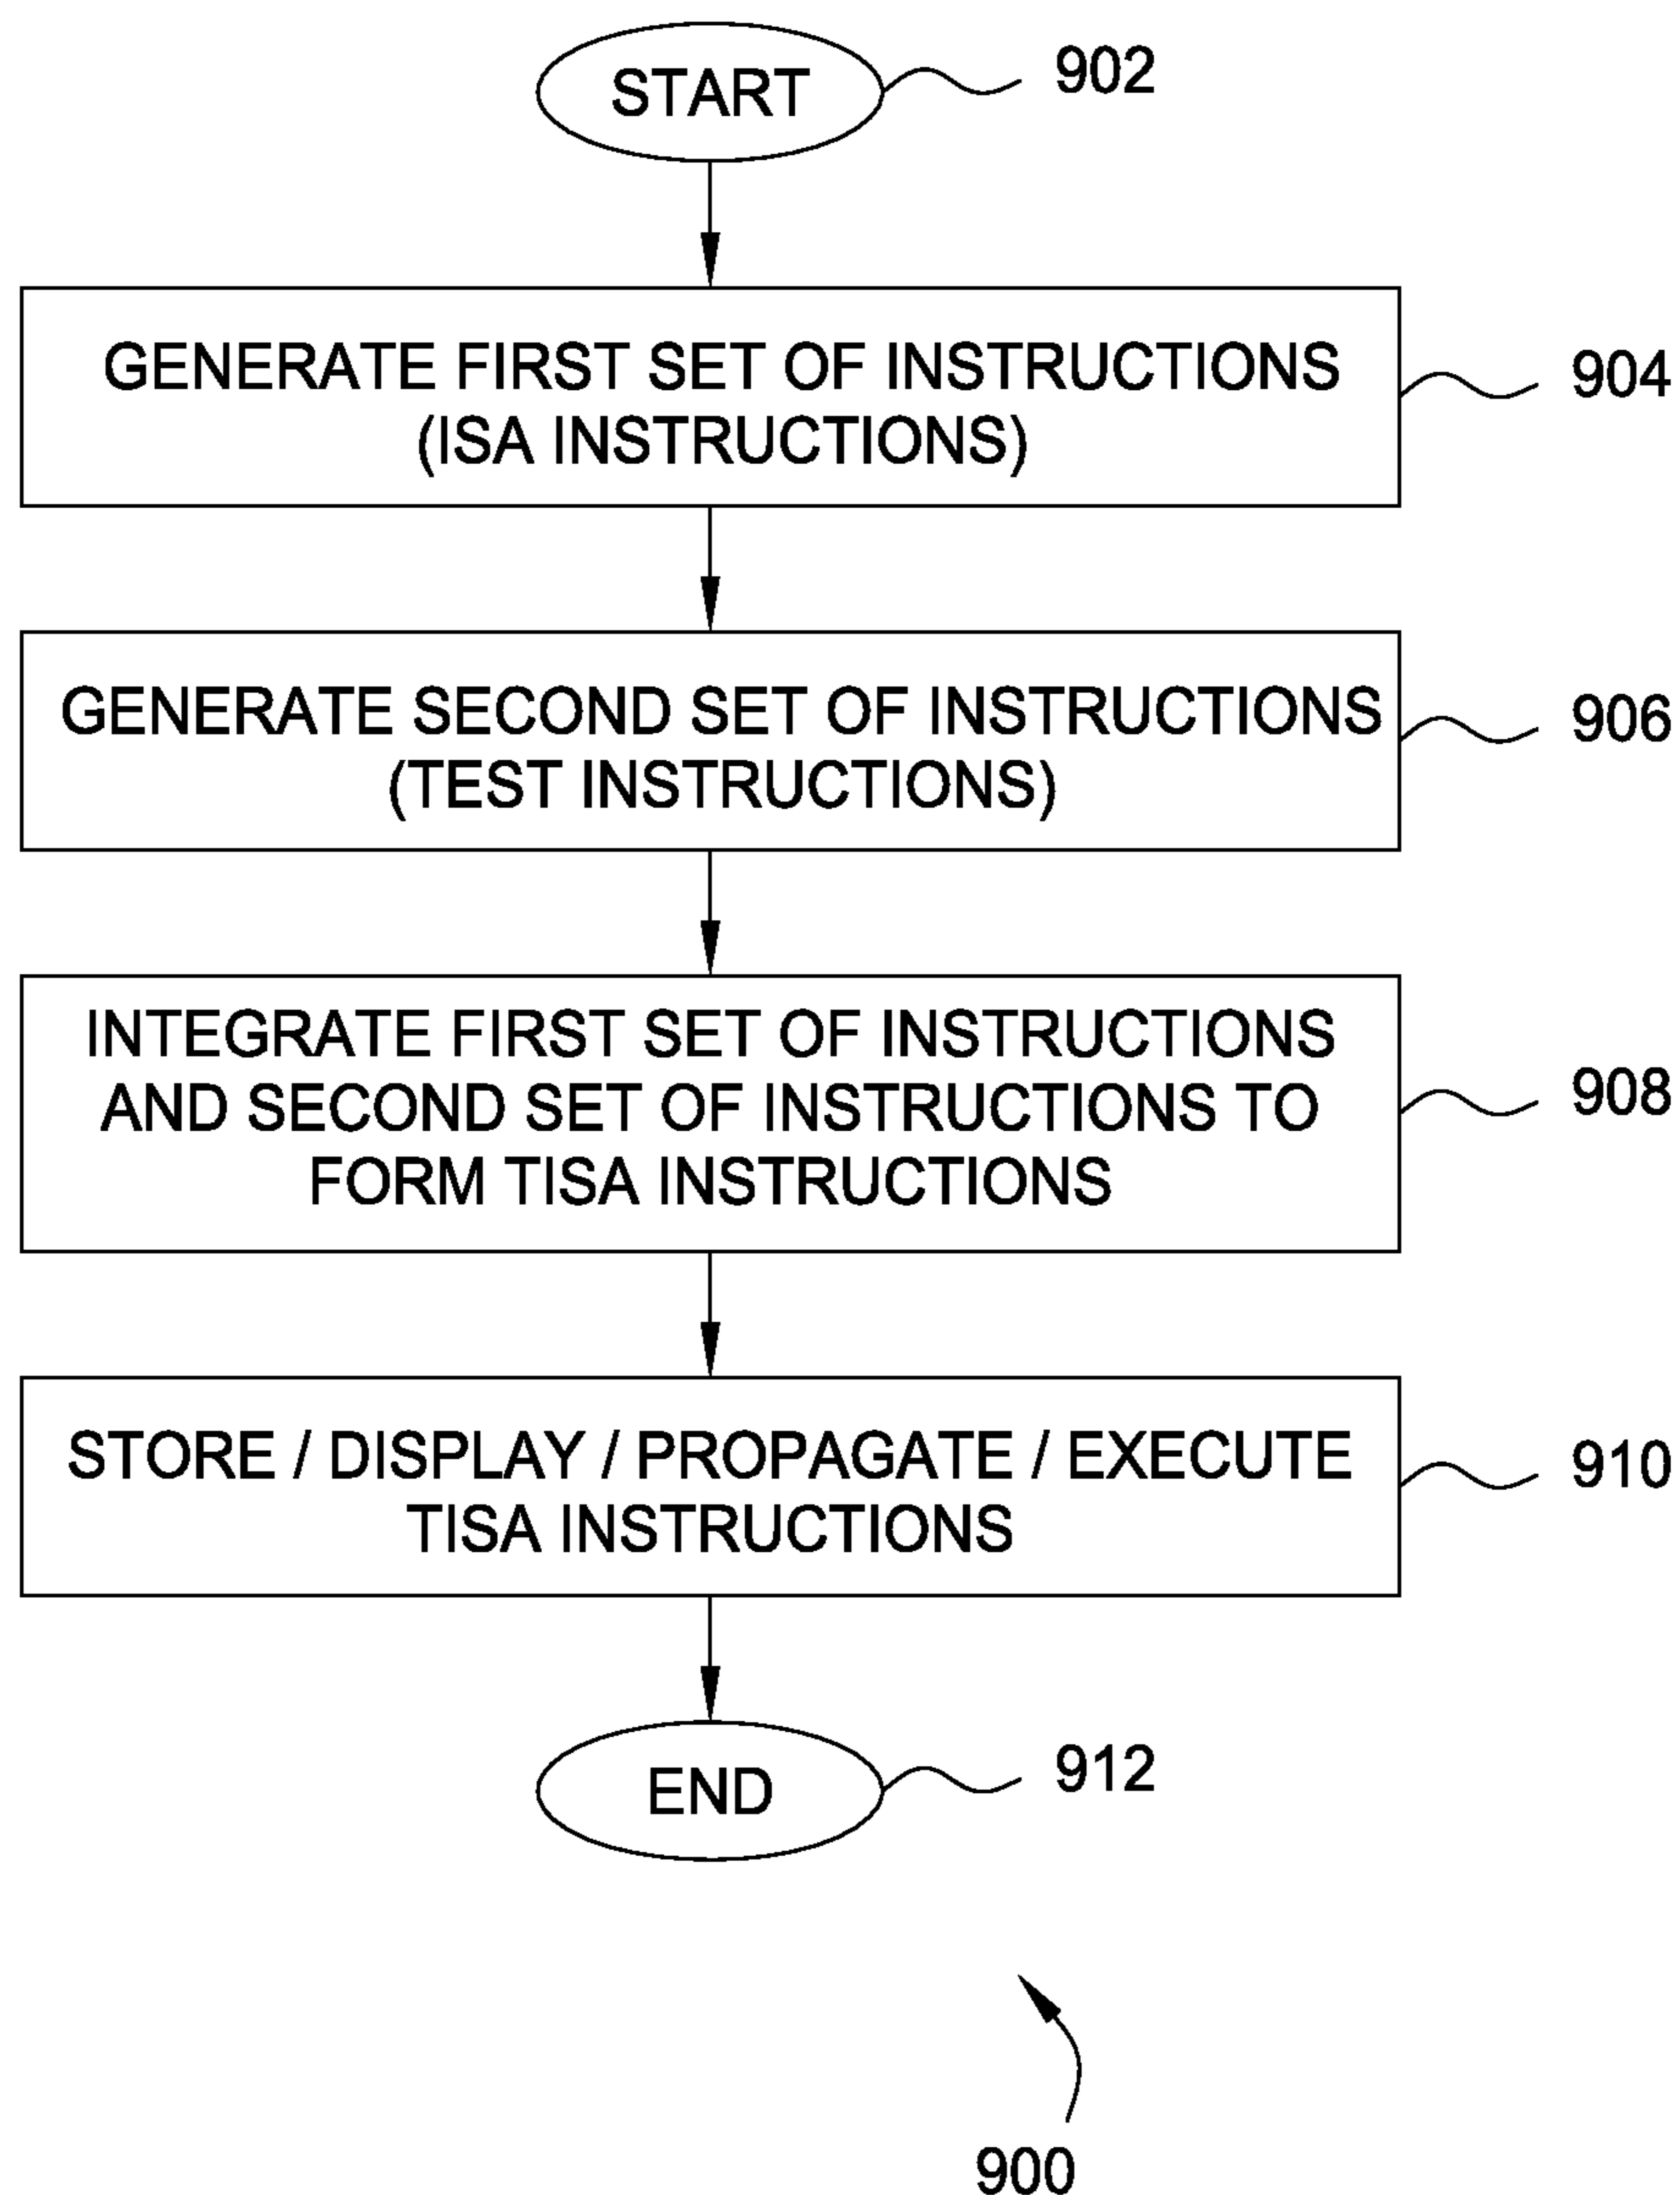 START
902
GENERATE FIRST SET OF INSTRUCTIONS
(ISA INSTRUCTIONS)
904
GENERATE SECOND SET OF INSTRUCTIONS
(TEST INSTRUCTIONS)
906
INTEGRATE FIRST SET OF INSTRUCTIONS
AND SECOND SET OF INSTRUCTIONS TO
FORM TISA INSTRUCTIONS
908
STORE / DISPLAY / PROPAGATE / EXECUTE
TISA INSTRUCTIONS
910
END
912
900